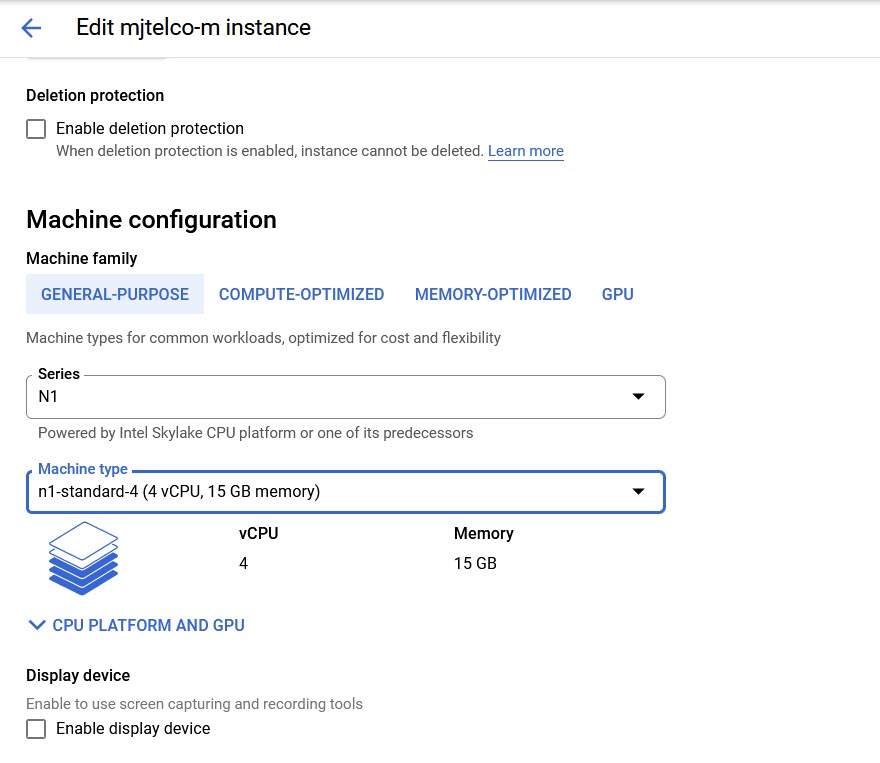 Edit mjtelco-m instance
Deletion protection
Enable deletion protection
When deletion protection is enabled, instance cannot be deleted. Learn more
Machine configuration
Machine family
GENERAL-PURPOSE COMPUTE-OPTIMIZED MEMORY-OPTIMIZED GPU
Machine types for common workloads, optimized for cost and flexibility
Series
N1
Powered by Intel Skylake CPU platform or one of its predecessors
Machine type
n1-standard-4 (4 vCPU, 15 GB memory)
vCPU Memory
4 15 GB
CPU PLATFORM AND GPU
Display device
Enable to use screen capturing and recording tools
Enable display device